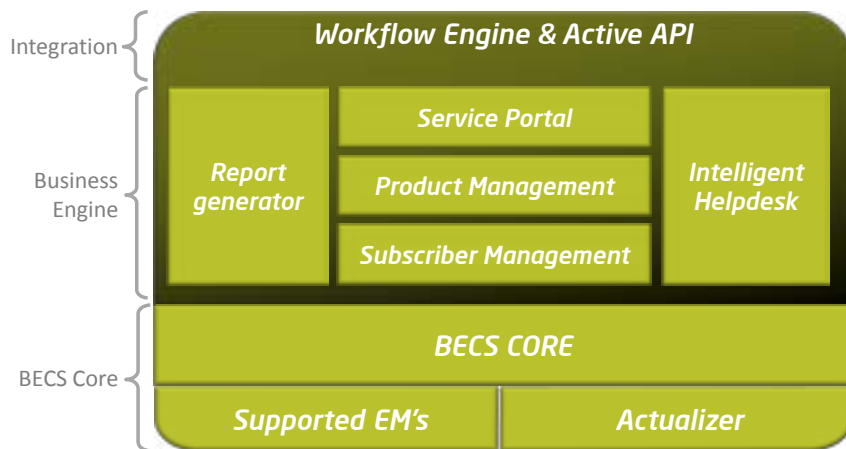 Integration
Workflow Engine & Active API
Business
Engine
Report
generator
Service Portal
Product Management
Subscriber Management
Intelligent
Helpdesk
BECS Core
BECS CORE
Supported EM's
Actualizer